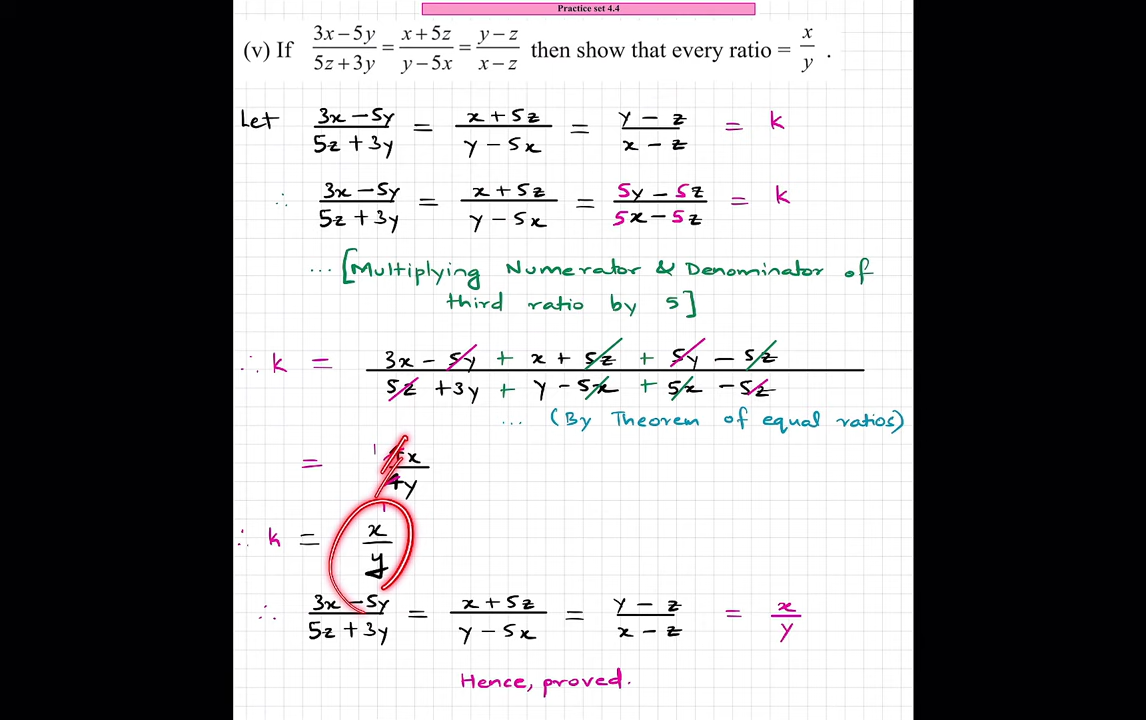 Practice set 4.4
(v) If (3x−5y)/(5z+3y) = (x+5z)/(y−5x) = (y−z)/(x−z) then show that every ratio = x/y .
Let (3x−5y)/(5z+3y) = (x+5z)/(y−5x) = (y−z)/(x−z) = k
∴ (3x−5y)/(5z+3y) = (x+5z)/(y−5x) = (5y−5z)/(5x−5z) = k
... [Multiplying Numerator & Denominator of
third ratio by 5]
∴ k = (3x − 5y + x + 5z + 5y − 5z)/(5z + 3y + y − 5x + 5x − 5z)
... (By Theorem of equal ratios)
= 4x/4y
∴ k = x/y
∴ (3x−5y)/(5z+3y) = (x+5z)/(y−5x) = (y−z)/(x−z) = x/y
Hence, proved.